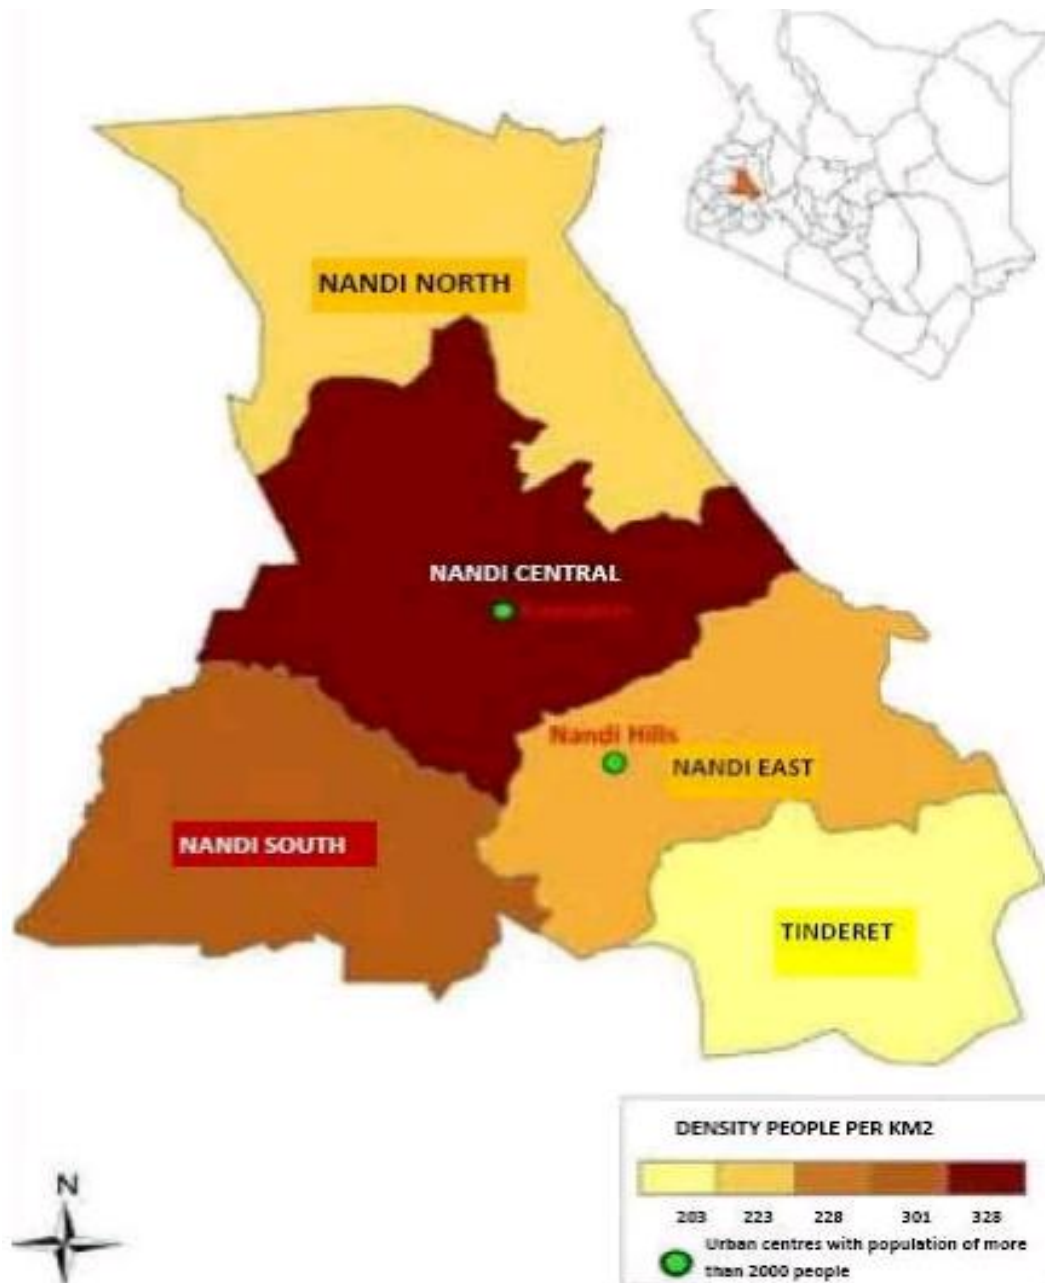 NANDI NORTH
NANDI CENTRAL
Nandi Hills
NANDI EAST
NANDI SOUTH
TINDERET
DENSITY PEOPLE PER KM2
203 223 228 301 328
N
Urban centres with population of more
than 2000 people